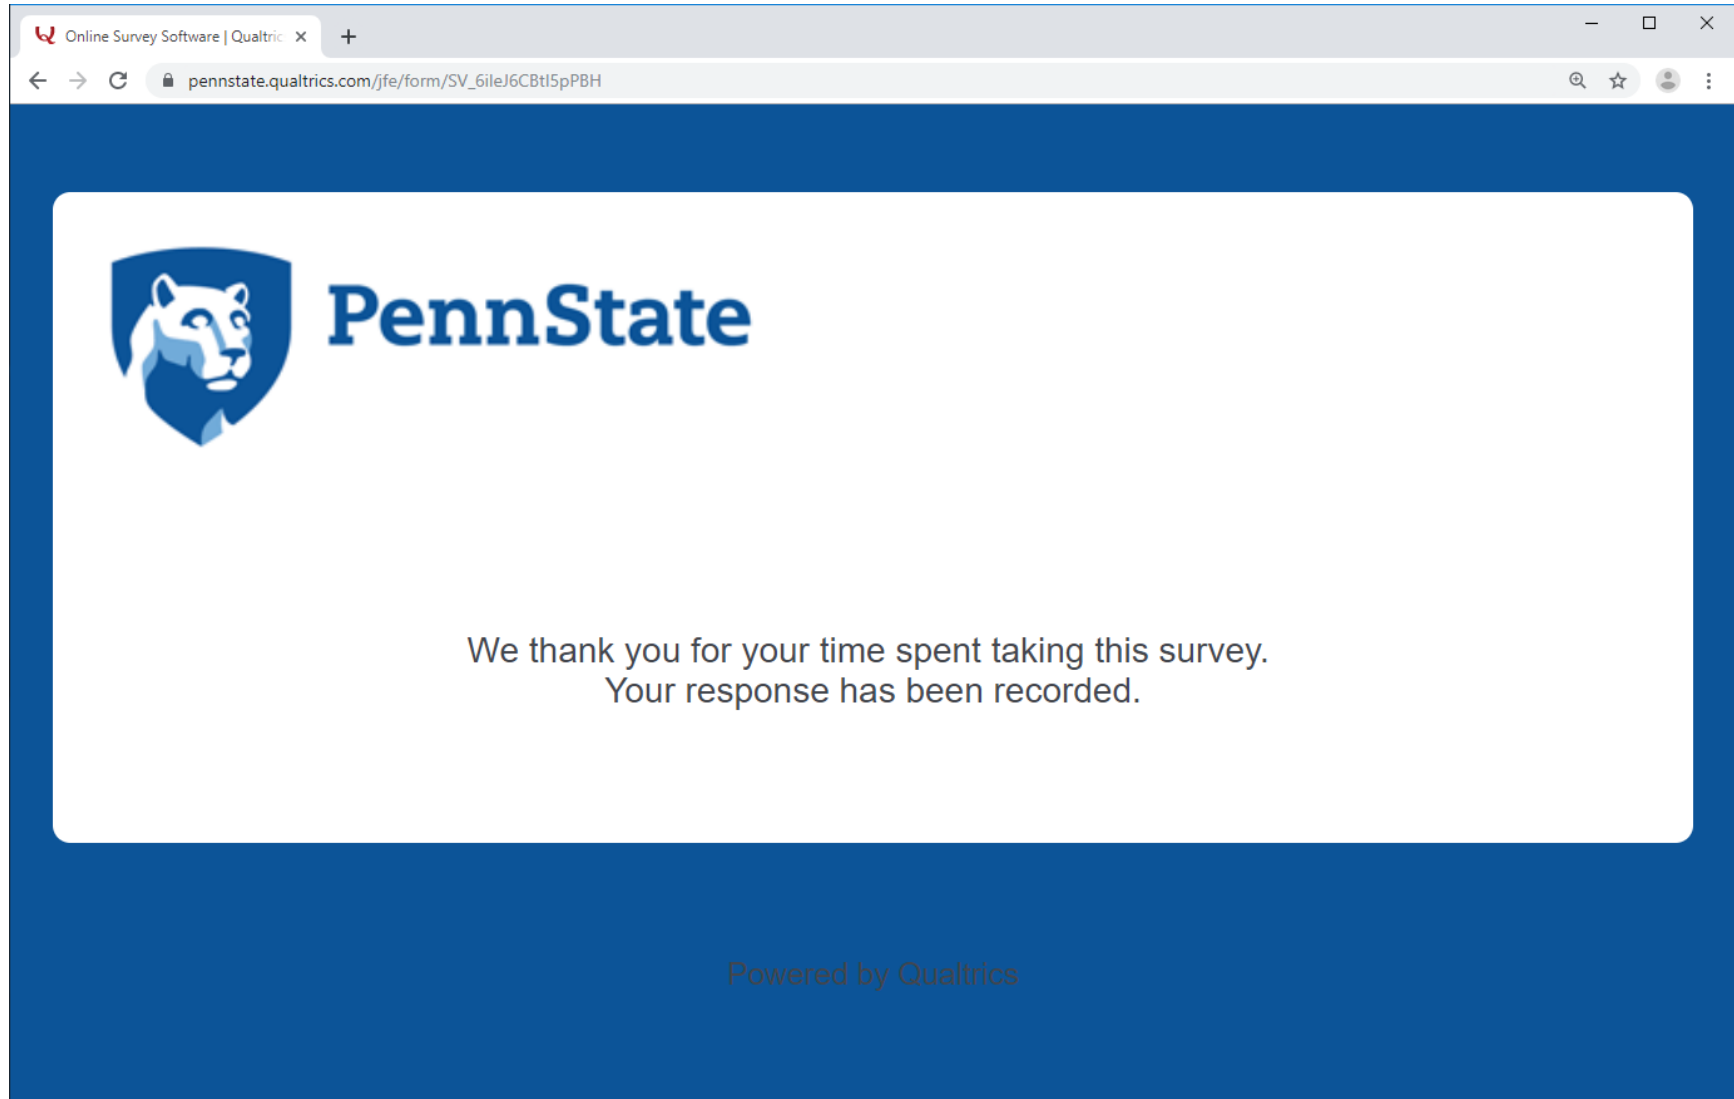 Online Survey Software | Qualtric
pennstate.qualtrics.com/jfe/form/SV_6ileJ6CBtI5pPBH
PennState
We thank you for your time spent taking this survey.
Your response has been recorded.
Powered by Qualtrics